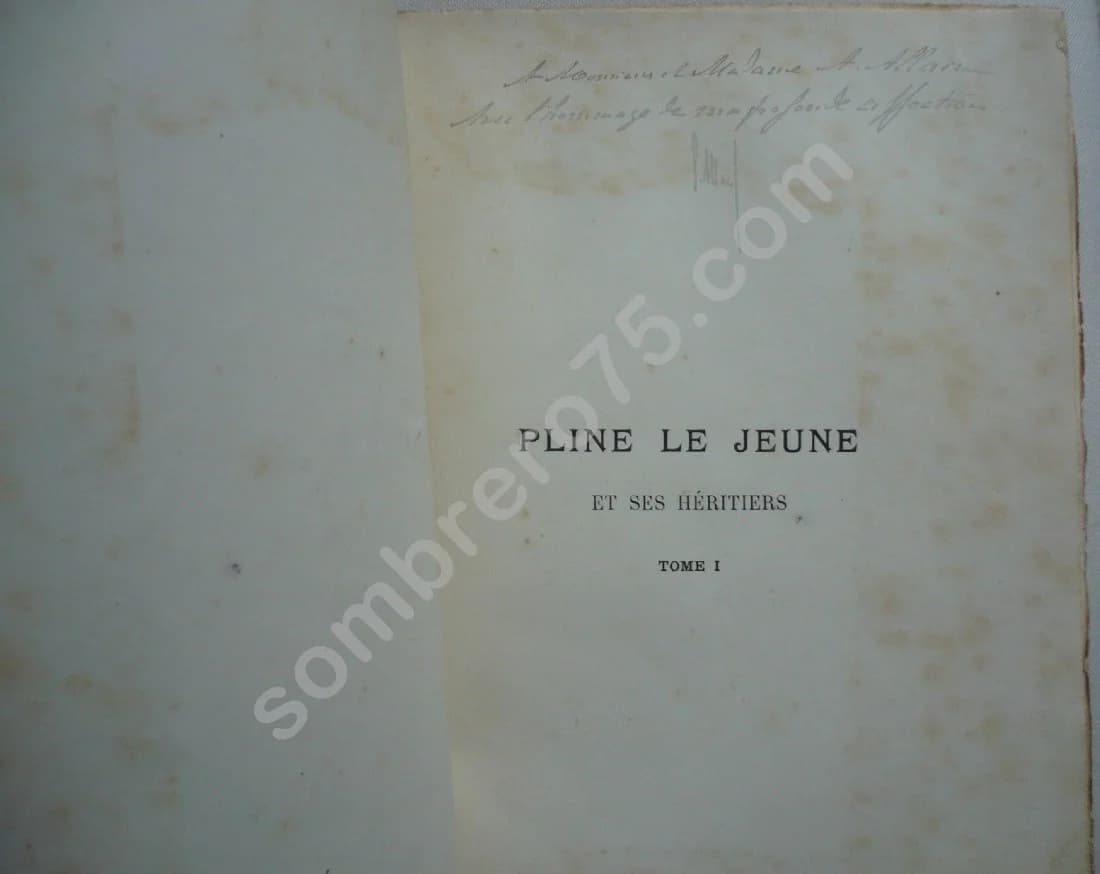 A Monsieur et Madame A. Allain
Avec l'hommage de ma profonde affection
PLINE LE JEUNE
ET SES HÉRITIERS
TOME I
sombrero75.com